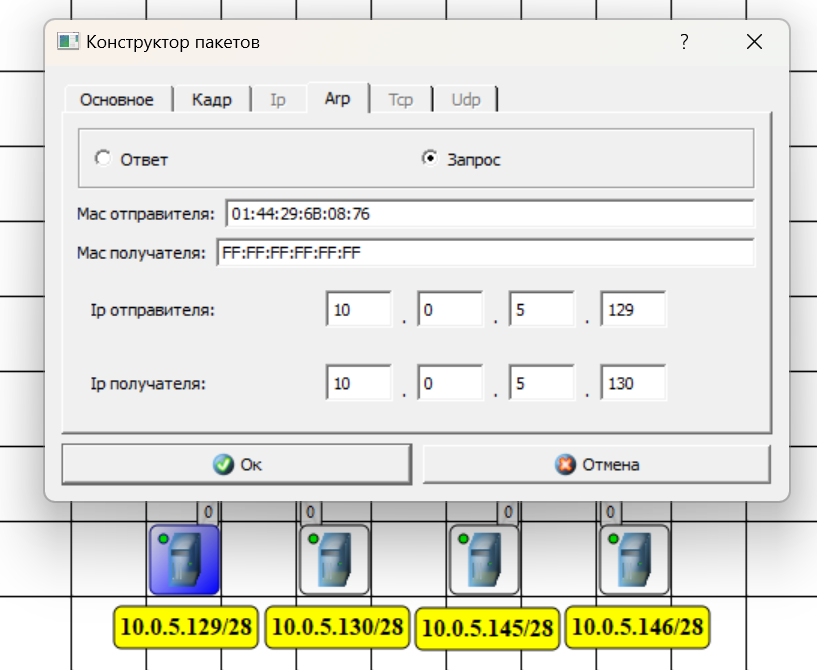 Конструктор пакетов ?
Основное Кадр Ip Arp Tcp Udp
Ответ Запрос
Mac отправителя: 01:44:29:6B:08:76
Mac получателя: FF:FF:FF:FF:FF:FF
Ip отправителя: 10 . 0 . 5 . 129
Ip получателя: 10 . 0 . 5 . 130
Ок Отмена
0 0 0 0
10.0.5.129/28 10.0.5.130/28 10.0.5.145/28 10.0.5.146/28